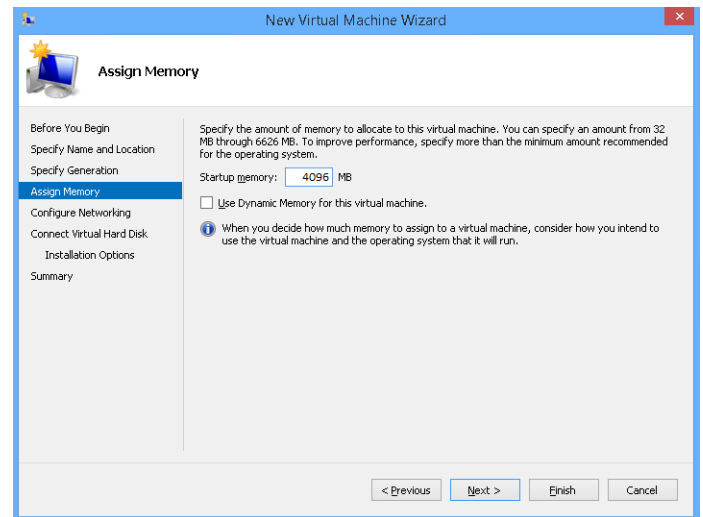 New Virtual Machine Wizard
Assign Memory
Before You Begin
Specify Name and Location
Specify Generation
Assign Memory
Configure Networking
Connect Virtual Hard Disk
Installation Options
Summary
Specify the amount of memory to allocate to this virtual machine. You can specify an amount from 32
MB through 6626 MB. To improve performance, specify more than the minimum amount recommended
for the operating system.
Startup memory: 4096 MB
Use Dynamic Memory for this virtual machine.
When you decide how much memory to assign to a virtual machine, consider how you intend to
use the virtual machine and the operating system that it will run.
< Previous Next > Finish Cancel